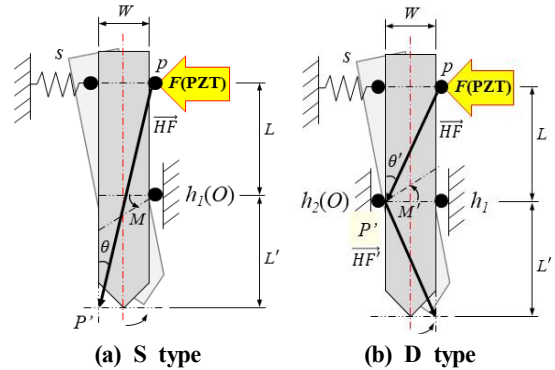 W
s
p
F(PZT)
HF
L
h₁(O)
M
θ
L'
P'
(a) S type
W
s
p
F(PZT)
HF
θ'
L
h₂(O)
M'
h₁
P'
HF'
L'
(b) D type